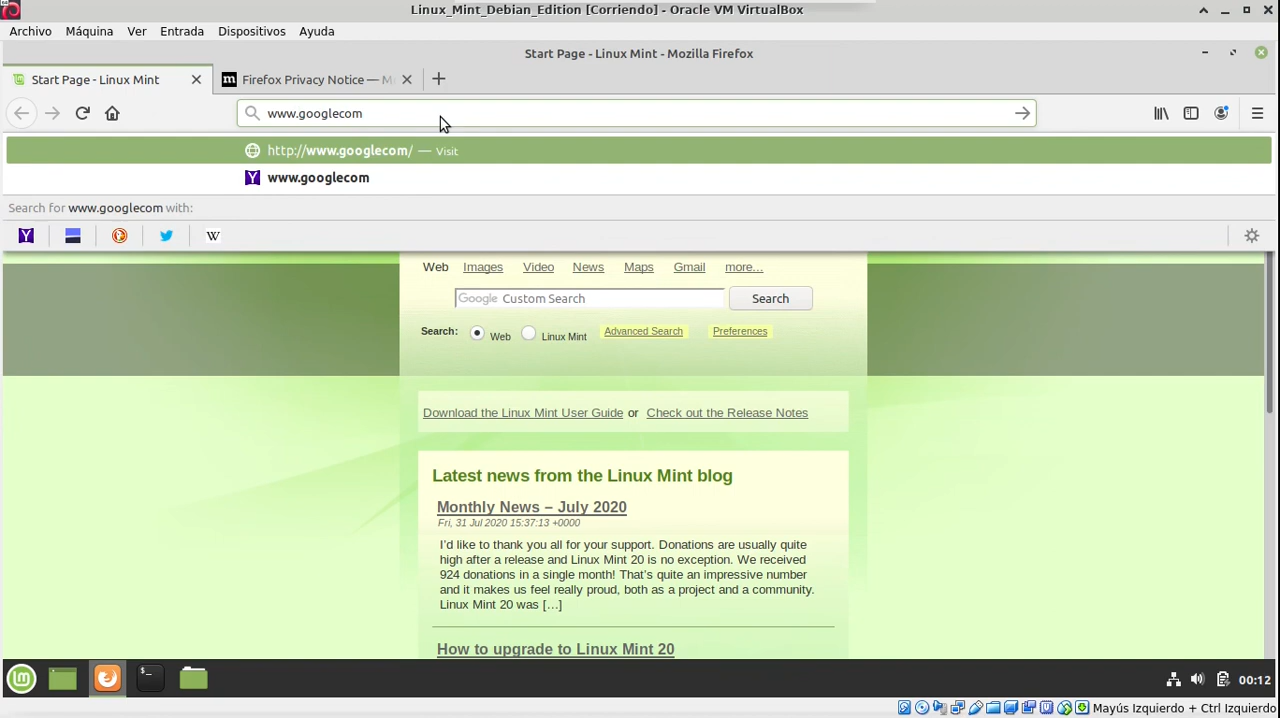 Linux_Mint_Debian_Edition [Corriendo] - Oracle VM VirtualBox
Archivo Máquina Ver Entrada Dispositivos Ayuda
Start Page - Linux Mint - Mozilla Firefox
Start Page - Linux Mint
Firefox Privacy Notice — M
www.googlecom
http://www.googlecom/ — Visit
www.googlecom
Search for www.googlecom with:
Web Images Video News Maps Gmail more...
Google Custom Search Search
Search: Web Linux Mint Advanced Search Preferences
Download the Linux Mint User Guide or Check out the Release Notes
Latest news from the Linux Mint blog
Monthly News – July 2020
Fri, 31 Jul 2020 15:37:13 +0000
I'd like to thank you all for your support. Donations are usually quite
high after a release and Linux Mint 20 is no exception. We received
924 donations in a single month! That's quite an impressive number
and it makes us feel really proud, both as a project and a community.
Linux Mint 20 was […]
How to upgrade to Linux Mint 20
00:12
Mayús Izquierdo + Ctrl Izquierdo